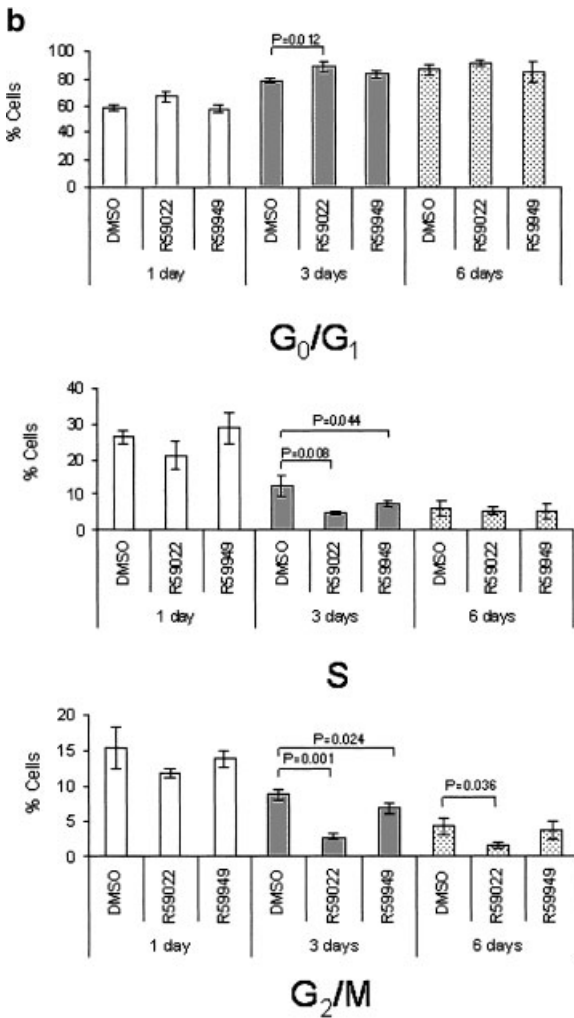 b
P=0.012
% Cells
100
80
60
40
20
0
DMSO R59022 R59949 DMSO R59022 R59949 DMSO R59022 R59949
1 day 3 days 6 days
G0/G1
% Cells
40
30
20
10
0
P=0.044
P=0.008
DMSO R59022 R59949 DMSO R59022 R59949 DMSO R59022 R59949
1 day 3 days 6 days
S
% Cells
20
15
10
5
0
P=0.024
P=0.001
P=0.036
DMSO R59022 R59949 DMSO R59022 R59949 DMSO R59022 R59949
1 day 3 days 6 days
G2/M